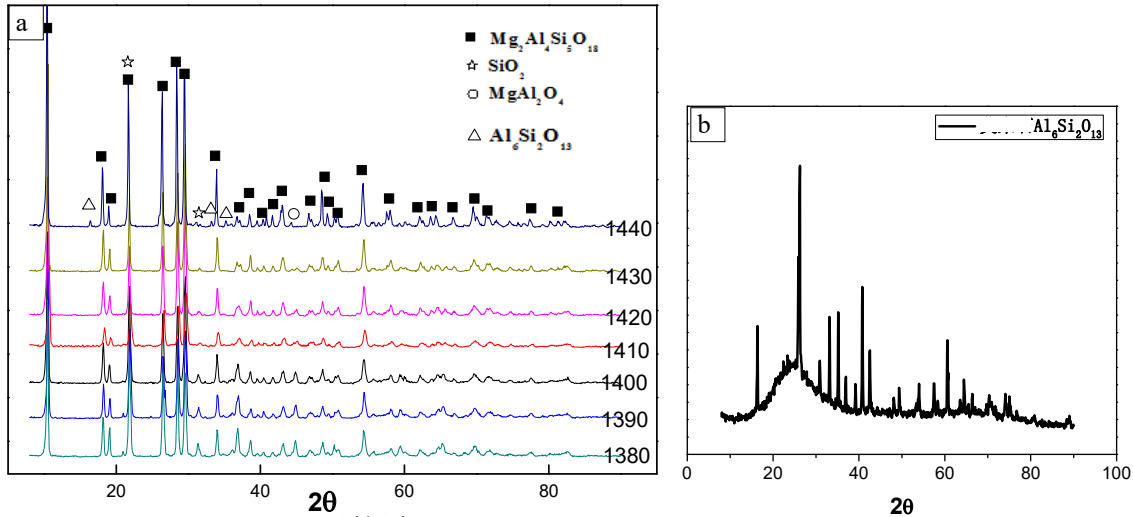 a
■ Mg₂Al₄Si₅O₁₈
☆ SiO₂
○ MgAl₂O₄
△ Al₆Si₂O₁₃
1440
1430
1420
1410
1400
1390
1380
20 40 60 80
2θ
b
Al₆Si₂O₁₃
0 20 40 60 80 100
2θ